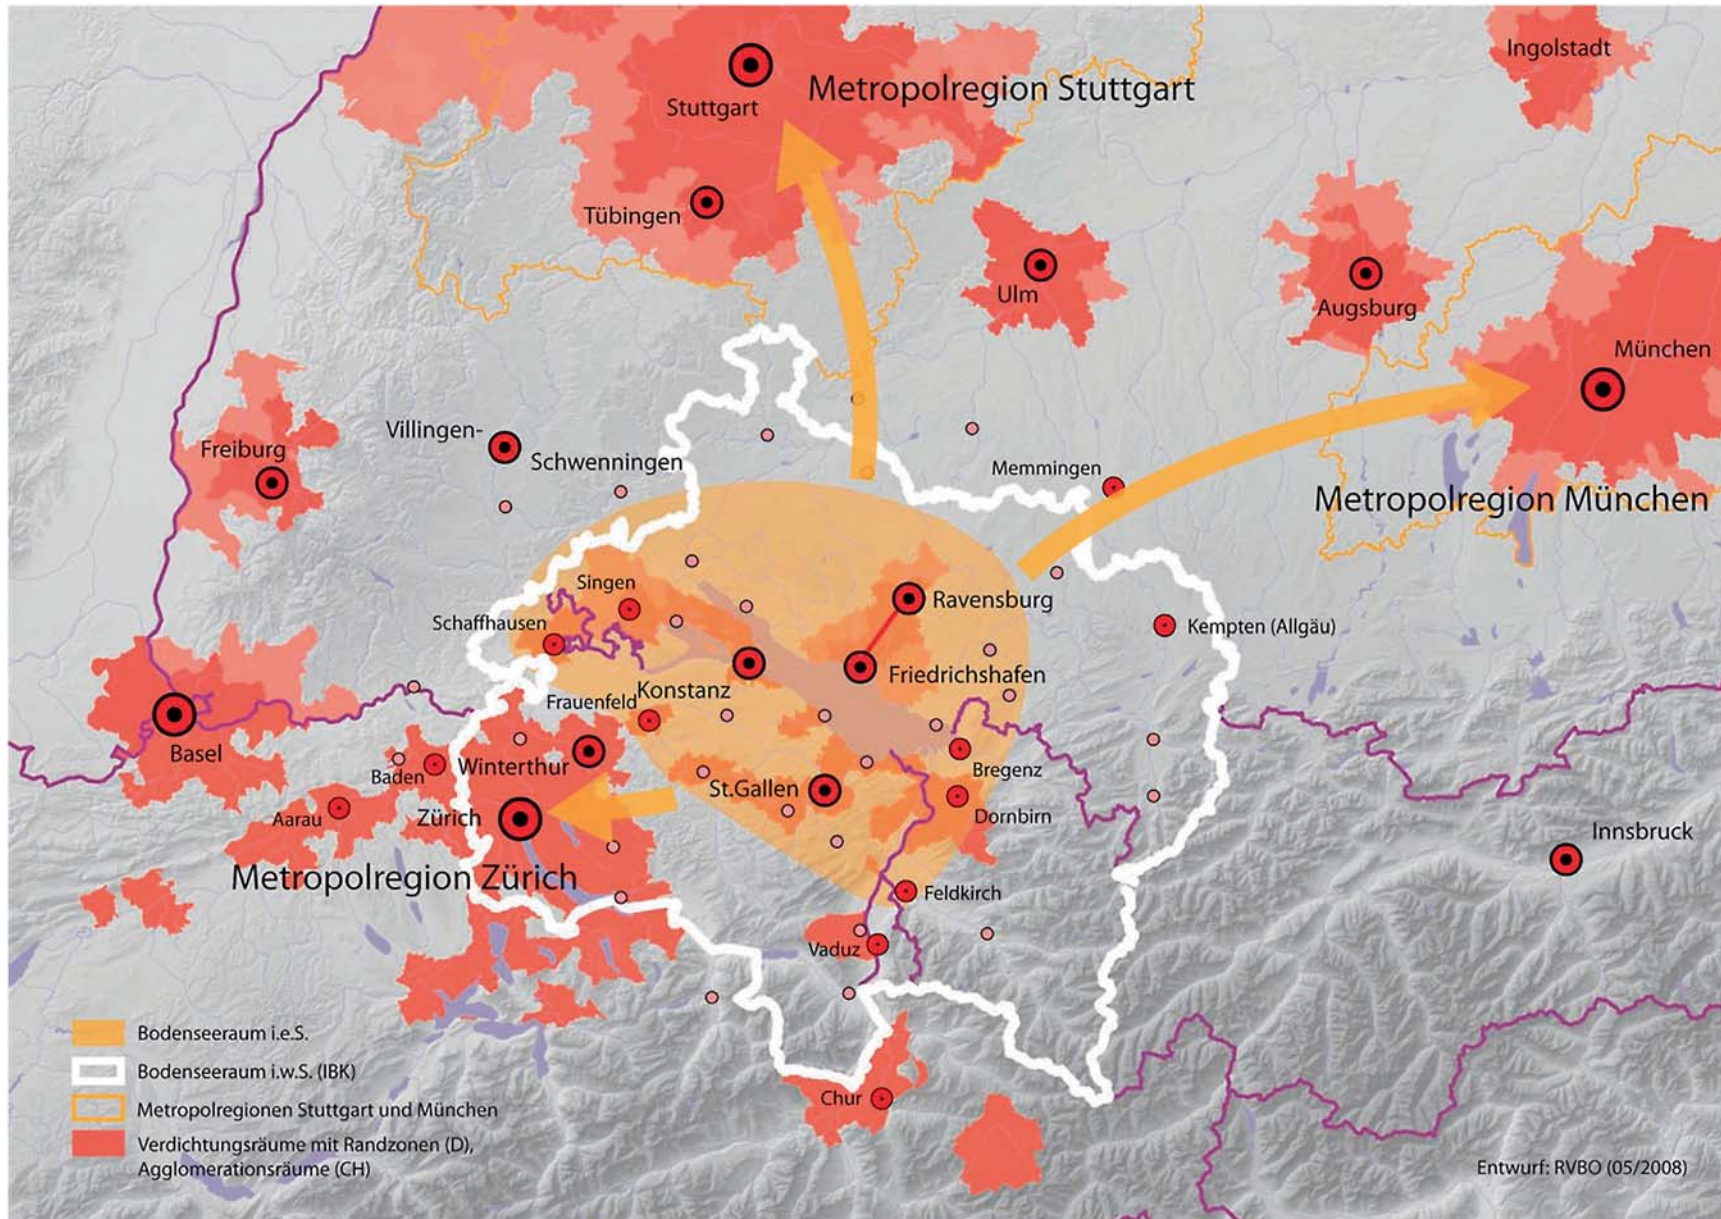 Ingolstadt
Metropolregion Stuttgart
Stuttgart
Tübingen
Ulm
Augsburg
München
Villingen-
Schwenningen
Freiburg
Memmingen
Metropolregion München
Singen
Ravensburg
Schaffhausen
Kempten (Allgäu)
Konstanz
Friedrichshafen
Frauenfeld
Basel
Baden
Winterthur
Bregenz
St.Gallen
Aarau
Zürich
Dornbirn
Innsbruck
Metropolregion Zürich
Feldkirch
Vaduz
Chur
Bodenseeraum i.e.S.
Bodenseeraum i.w.S. (IBK)
Metropolregionen Stuttgart und München
Verdichtungsräume mit Randzonen (D),
Agglomerationsräume (CH)
Entwurf: RVBO (05/2008)